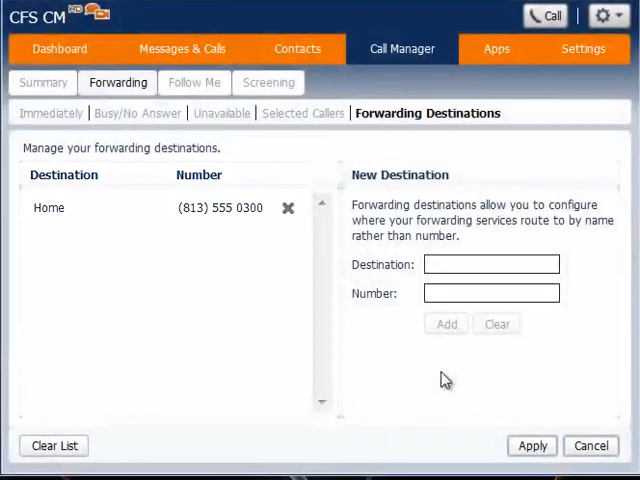 CFS CM HD
Call
Dashboard Messages & Calls Contacts Call Manager Apps Settings
Summary Forwarding Follow Me Screening
Immediately Busy/No Answer Unavailable Selected Callers Forwarding Destinations
Manage your forwarding destinations.
Destination Number
Home (813) 555 0300
New Destination
Forwarding destinations allow you to configure
where your forwarding services route to by name
rather than number.
Destination:
Number:
Add Clear
Clear List Apply Cancel